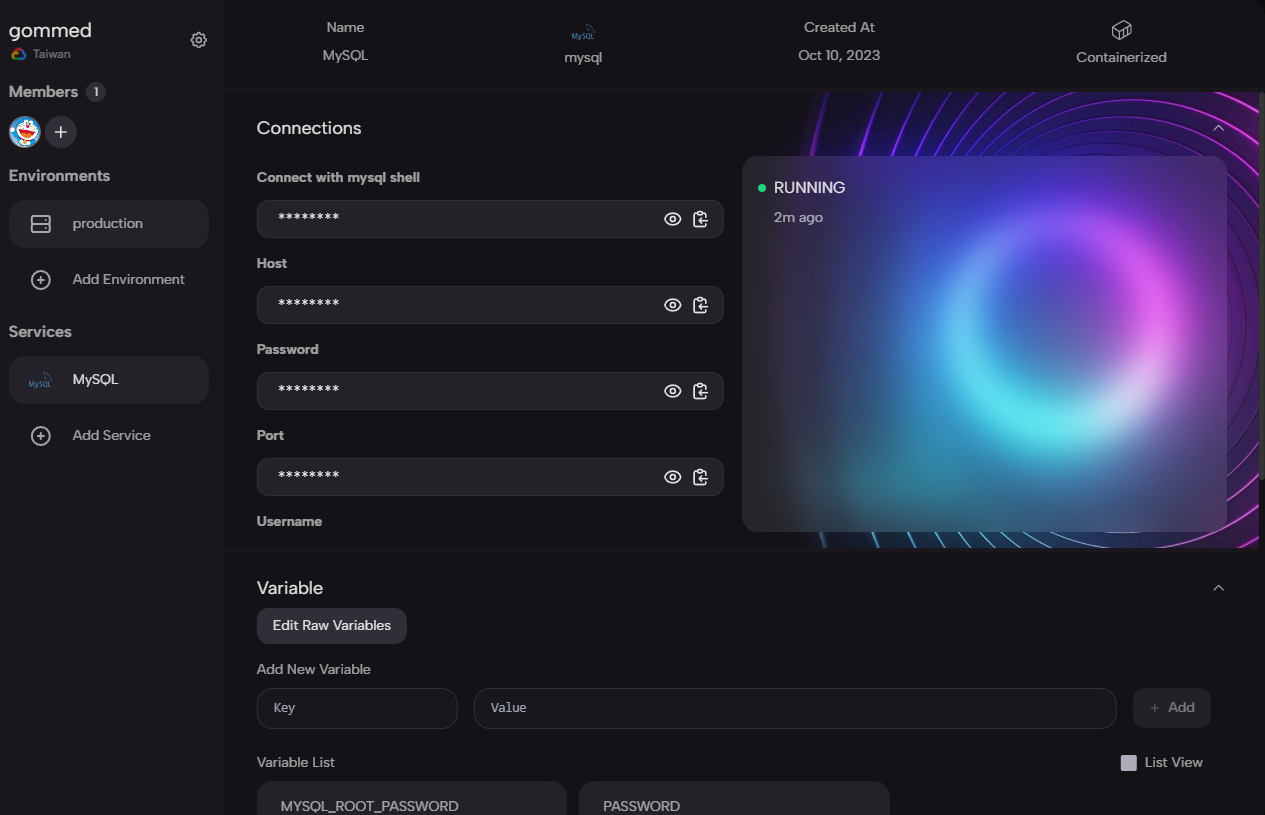 gommed
Taiwan
Members 1
Environments
production
Add Environment
Services
MySQL MySQL
Add Service
Name
MySQL
MySQL
mysql
Created At
Oct 10, 2023
Containerized
Connections
Connect with mysql shell
********
Host
********
Password
********
Port
********
Username
RUNNING
2m ago
Variable
Edit Raw Variables
Add New Variable
Key Value + Add
Variable List List View
MYSQL_ROOT_PASSWORD PASSWORD